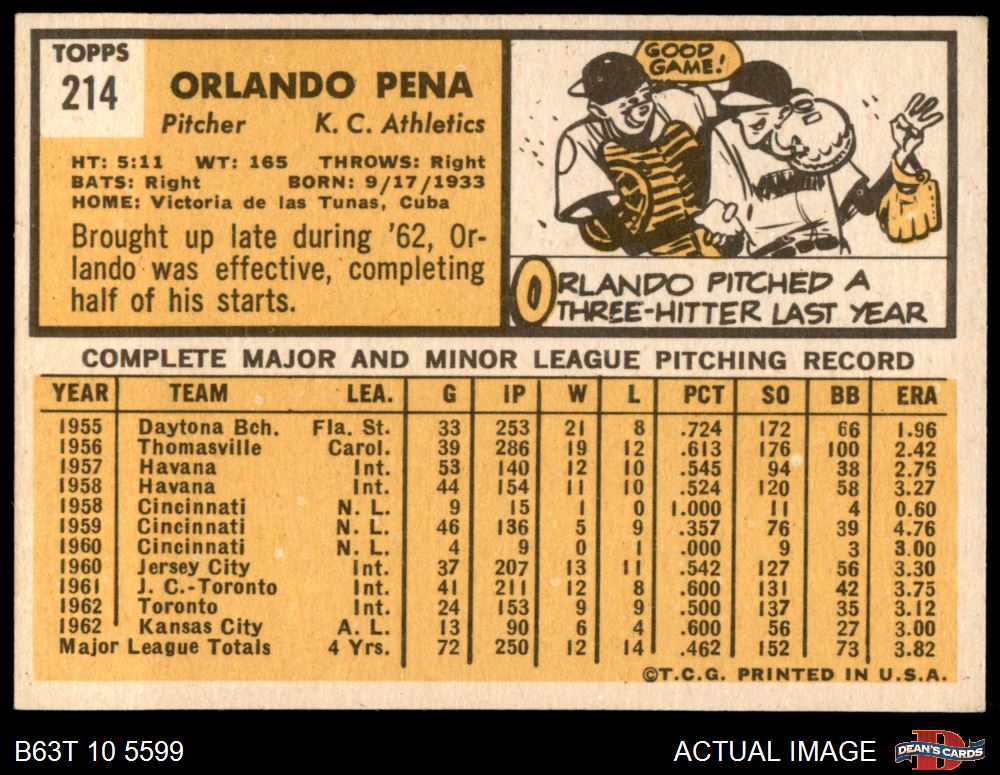 TOPPS
214
ORLANDO PENA
Pitcher K. C. Athletics
HT: 5:11 WT: 165 THROWS: Right
BATS: Right BORN: 9/17/1933
HOME: Victoria de las Tunas, Cuba
Brought up late during '62, Or-
lando was effective, completing
half of his starts.
GOOD
GAME!
ORLANDO PITCHED A
THREE-HITTER LAST YEAR
COMPLETE MAJOR AND MINOR LEAGUE PITCHING RECORD
YEAR TEAM LEA. G IP W L PCT SO BB ERA
1955 Daytona Bch. Fla. St. 33 253 21 8 .724 172 66 1.96
1956 Thomasville Carol. 39 286 19 12 .613 176 100 2.42
1957 Havana Int. 53 140 12 10 .545 94 38 2.76
1958 Havana Int. 44 154 11 10 .524 120 58 3.27
1958 Cincinnati N. L. 9 15 1 0 1.000 11 4 0.60
1959 Cincinnati N. L. 46 136 5 9 .357 76 39 4.76
1960 Cincinnati N. L. 4 9 0 1 .000 9 3 3.00
1960 Jersey City Int. 37 207 13 11 .542 127 56 3.30
1961 J. C.-Toronto Int. 41 211 12 8 .600 131 42 3.75
1962 Toronto Int. 24 153 9 9 .500 137 35 3.12
1962 Kansas City A. L. 13 90 6 4 .600 56 27 3.00
Major League Totals 4 Yrs. 72 250 12 14 .462 152 73 3.82
©T.C.G. PRINTED IN U.S.A.
B63T 10 5599 ACTUAL IMAGE
DEAN'S CARDS